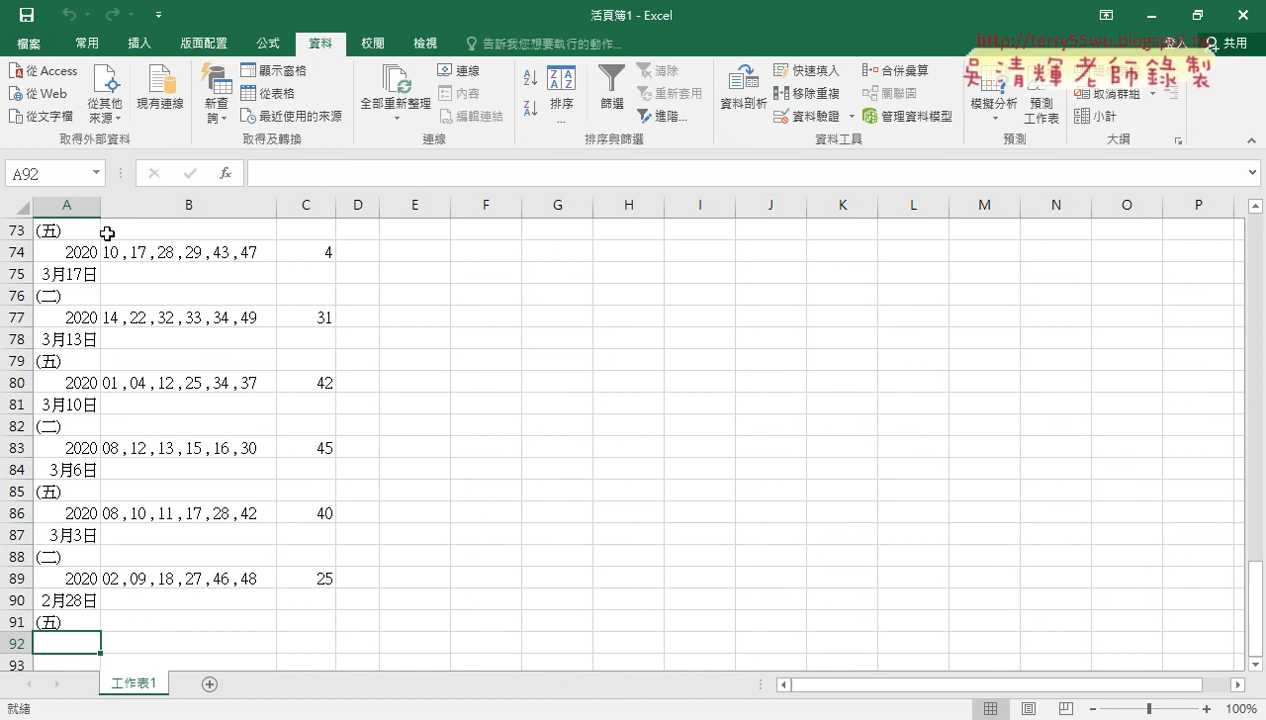 活頁簿1 - Excel
http://terry55wu.blogspot.tw
吳清輝老師錄製
檔案 常用 插入 版面配置 公式 資料 校閱 檢視 告訴我您想要執行的動作... 登入 共用
從 Access
從 Web
從文字檔
從其他
來源
現有連線
取得外部資料
新查
詢
顯示窗格
從表格
最近使用的來源
取得及轉換
全部重新整理
連線
內容
編輯連結
連線
排序
...
篩選
清除
重新套用
進階...
排序與篩選
資料剖析
快速填入
移除重複
資料驗證
合併彙算
關聯圖
管理資料模型
資料工具
模擬分析
預測
工作表
預測
取消群組
小計
大綱
A92 fx
A B C D E F G H I J K L M N O P
73 (五)
74 2020 10 , 17 , 28 , 29 , 43 , 47 4
75 3月17日
76 (二)
77 2020 14 , 22 , 32 , 33 , 34 , 49 31
78 3月13日
79 (五)
80 2020 01 , 04 , 12 , 25 , 34 , 37 42
81 3月10日
82 (二)
83 2020 08 , 12 , 13 , 15 , 16 , 30 45
84 3月6日
85 (五)
86 2020 08 , 10 , 11 , 17 , 28 , 42 40
87 3月3日
88 (二)
89 2020 02 , 09 , 18 , 27 , 46 , 48 25
90 2月28日
91 (五)
92
93
工作表1
就緒
100%